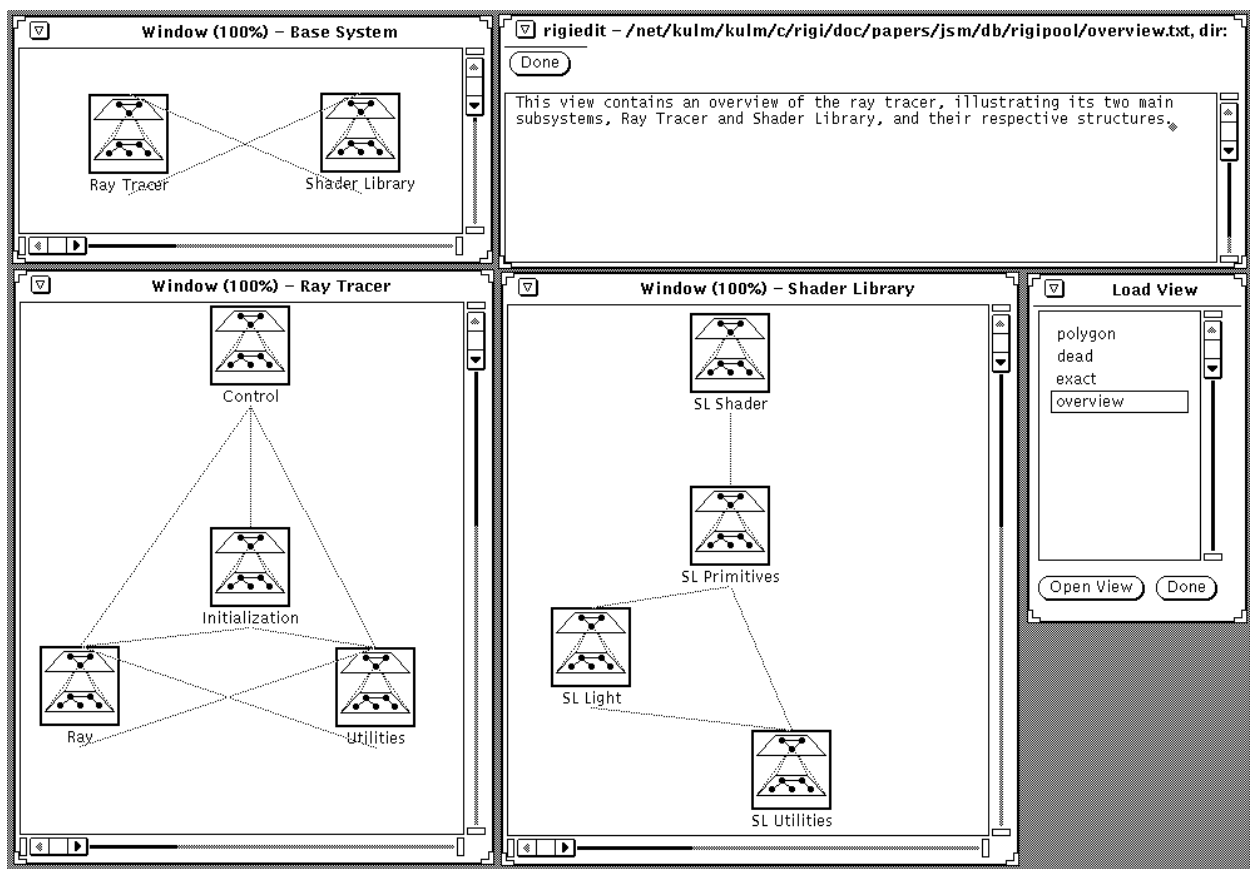 Window (100%) – Base System
Ray Tracer
Shader Library
rigiedit – /net/kulm/kulm/c/rigi/doc/papers/jsm/db/rigipool/overview.txt, dir:
Done
This view contains an overview of the ray tracer, illustrating its two main
subsystems, Ray Tracer and Shader Library, and their respective structures.
Window (100%) – Ray Tracer
Control
Initialization
Ray
Utilities
Window (100%) – Shader Library
SL Shader
SL Primitives
SL Light
SL Utilities
Load View
polygon
dead
exact
overview
Open View
Done